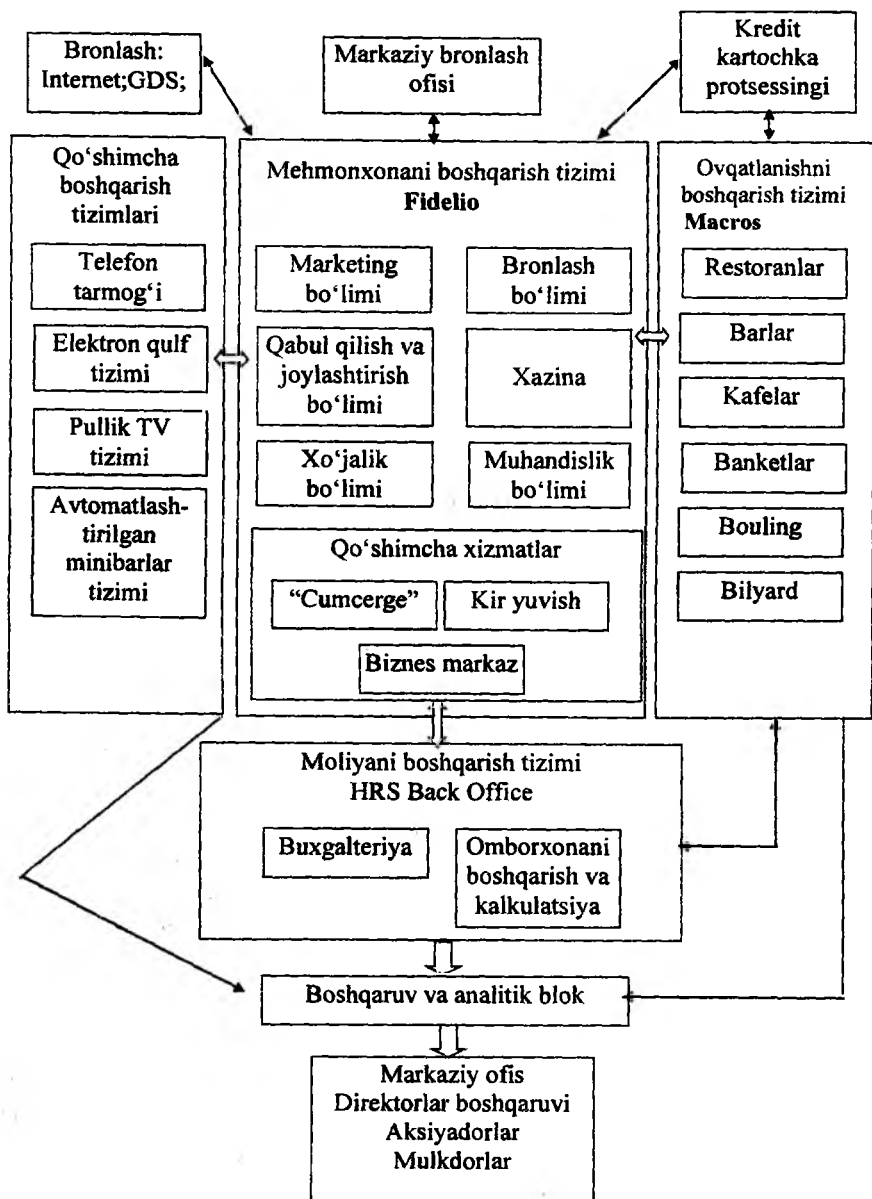 Bronlash:
Internet;GDS;
Markaziy bronlash
ofisi
Kredit
kartochka
protsessingi
Qo‘shimcha
boshqarish
tizimlari
Telefon
tarmog‘i
Elektron qulf
tizimi
Pullik TV
tizimi
Avtomatlash-
tirilgan
minibarlar
tizimi
Mehmonxonani boshqarish tizimi
Fidelio
Marketing
bo‘limi
Bronlash
bo‘limi
Qabul qilish va
joylashtirish
bo‘limi
Xazina
Xo‘jalik
bo‘limi
Muhandislik
bo‘limi
Qo‘shimcha xizmatlar
“Cumcerge”
Kir yuvish
Biznes markaz
Ovqatlanishni
boshqarish tizimi
Macros
Restoranlar
Barlar
Kafelar
Banketlar
Bouling
Bilyard
Moliyani boshqarish tizimi
HRS Back Office
Buxgalteriya
Omborxonani
boshqarish va
kalkulatsiya
Boshqaruv va analitik blok
Markaziy ofis
Direktorlar boshqaruvi
Aksiyadorlar
Mulkdorlar